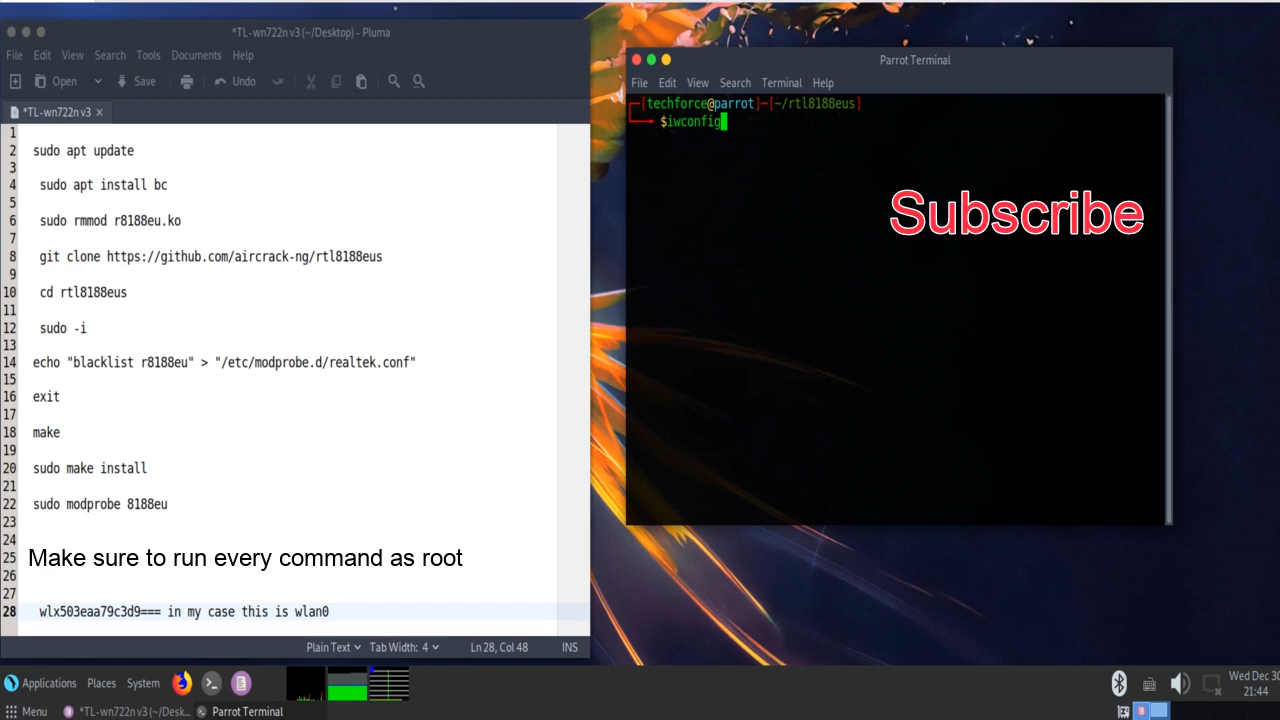 *TL-wn722n v3 (~/Desktop) - Pluma
File Edit View Search Tools Documents Help
Open Save Undo
*TL-wn722n v3
1
2 sudo apt update
3
4 sudo apt install bc
5
6 sudo rmmod r8188eu.ko
7
8 git clone https://github.com/aircrack-ng/rtl8188eus
9
10 cd rtl8188eus
11
12 sudo -i
13
14 echo "blacklist r8188eu" > "/etc/modprobe.d/realtek.conf"
15
16 exit
17
18 make
19
20 sudo make install
21
22 sudo modprobe 8188eu
23
24
25 Make sure to run every command as root
26
27
28 wlx503eaa79c3d9=== in my case this is wlan0
Plain Text Tab Width: 4 Ln 28, Col 48 INS
Parrot Terminal
File Edit View Search Terminal Help
[techforce@parrot]-[~/rtl8188eus]
$iwconfig
Subscribe
Applications Places System
Wed Dec 30
21:44
Menu *TL-wn722n v3 (~/Desk... Parrot Terminal